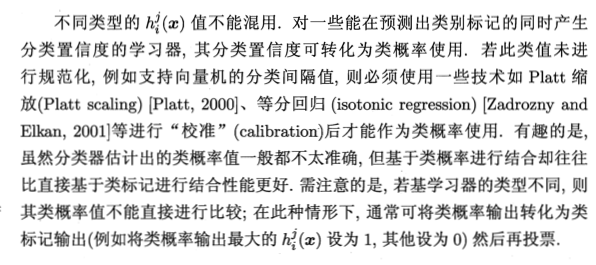 不同类型的 h_i^j(x) 值不能混用. 对一些能在预测出类别标记的同时产生
分类置信度的学习器, 其分类置信度可转化为类概率使用. 若此类值未进
行规范化, 例如支持向量机的分类间隔值, 则必须使用一些技术如 Platt 缩
放(Platt scaling) [Platt, 2000]、等分回归 (isotonic regression) [Zadrozny and
Elkan, 2001]等进行“校准”(calibration)后才能作为类概率使用. 有趣的是,
虽然分类器估计出的类概率值一般都不太准确, 但基于类概率进行结合却往往
比直接基于类标记进行结合性能更好. 需注意的是, 若基学习器的类型不同, 则
其类概率值不能直接进行比较; 在此种情形下, 通常可将类概率输出转化为类
标记输出(例如将类概率输出最大的 h_i^j(x) 设为 1, 其他设为 0) 然后再投票.